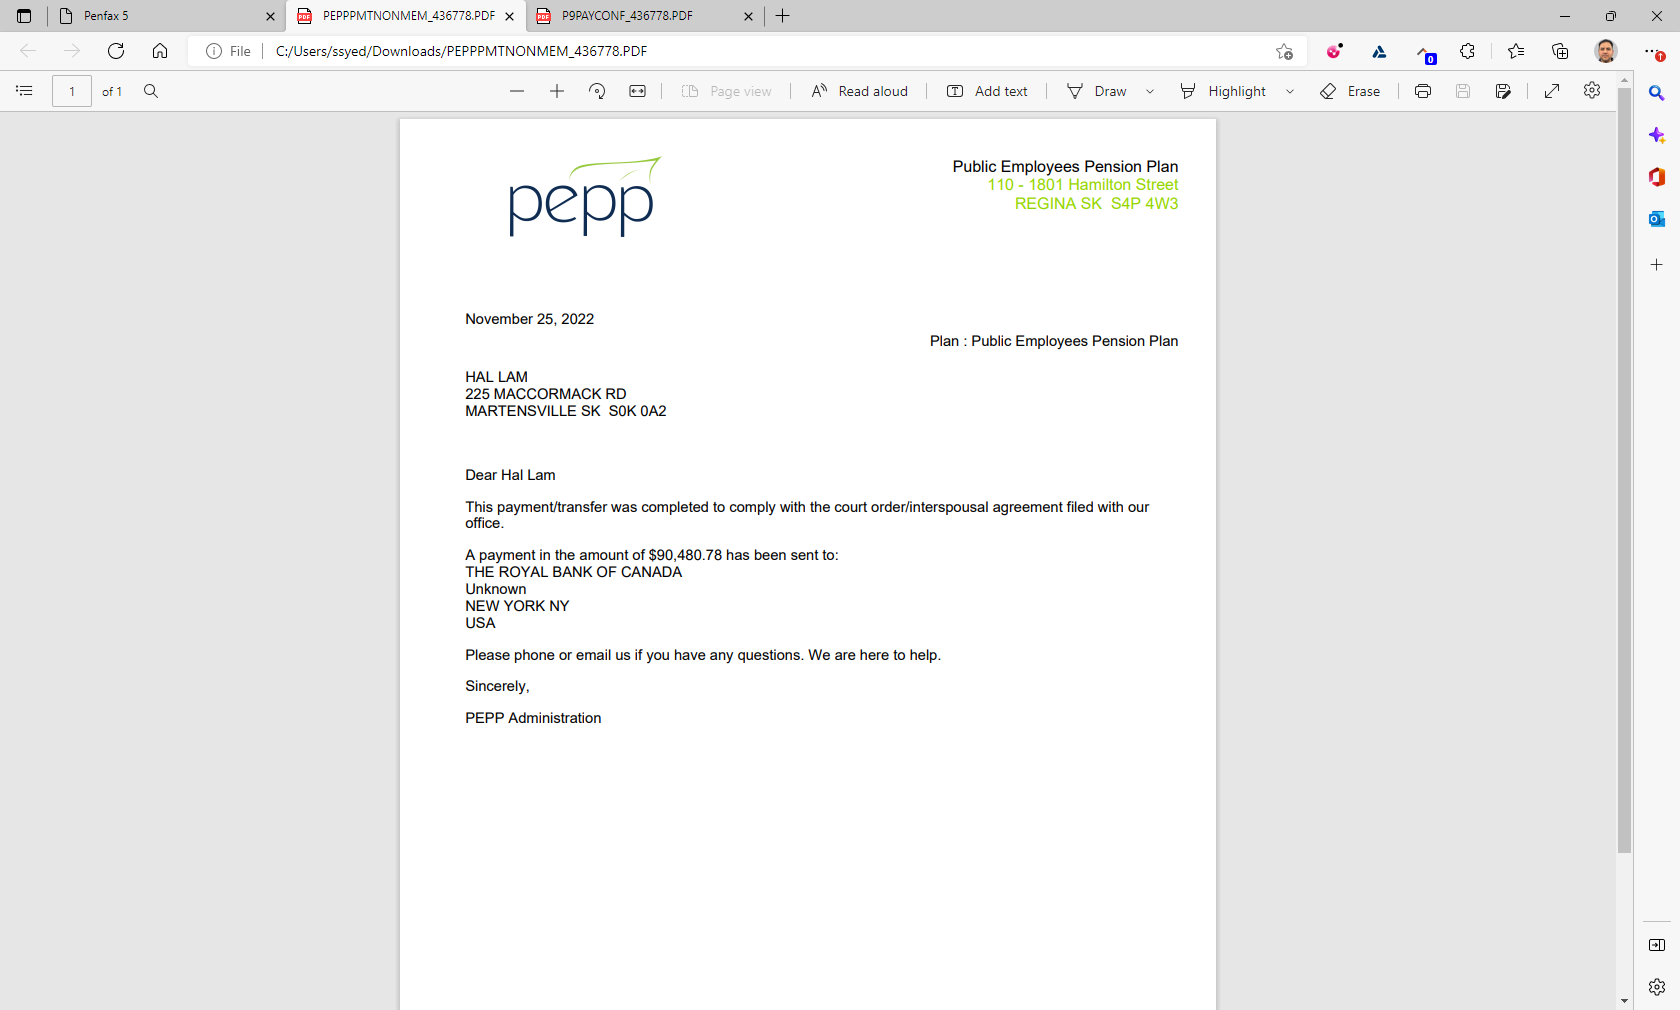 Penfax 5
PEPPPMTNONMEM_436778.PDF
P9PAYCONF_436778.PDF
File
C:/Users/ssyed/Downloads/PEPPPMTNONMEM_436778.PDF
0
1 of 1
Page view
Read aloud
Add text
Draw
Highlight
Erase
pepp
Public Employees Pension Plan
110 - 1801 Hamilton Street
REGINA SK S4P 4W3
November 25, 2022
Plan : Public Employees Pension Plan
HAL LAM
225 MACCORMACK RD
MARTENSVILLE SK S0K 0A2
Dear Hal Lam
This payment/transfer was completed to comply with the court order/interspousal agreement filed with our
office.
A payment in the amount of $90,480.78 has been sent to:
THE ROYAL BANK OF CANADA
Unknown
NEW YORK NY
USA
Please phone or email us if you have any questions. We are here to help.
Sincerely,
PEPP Administration